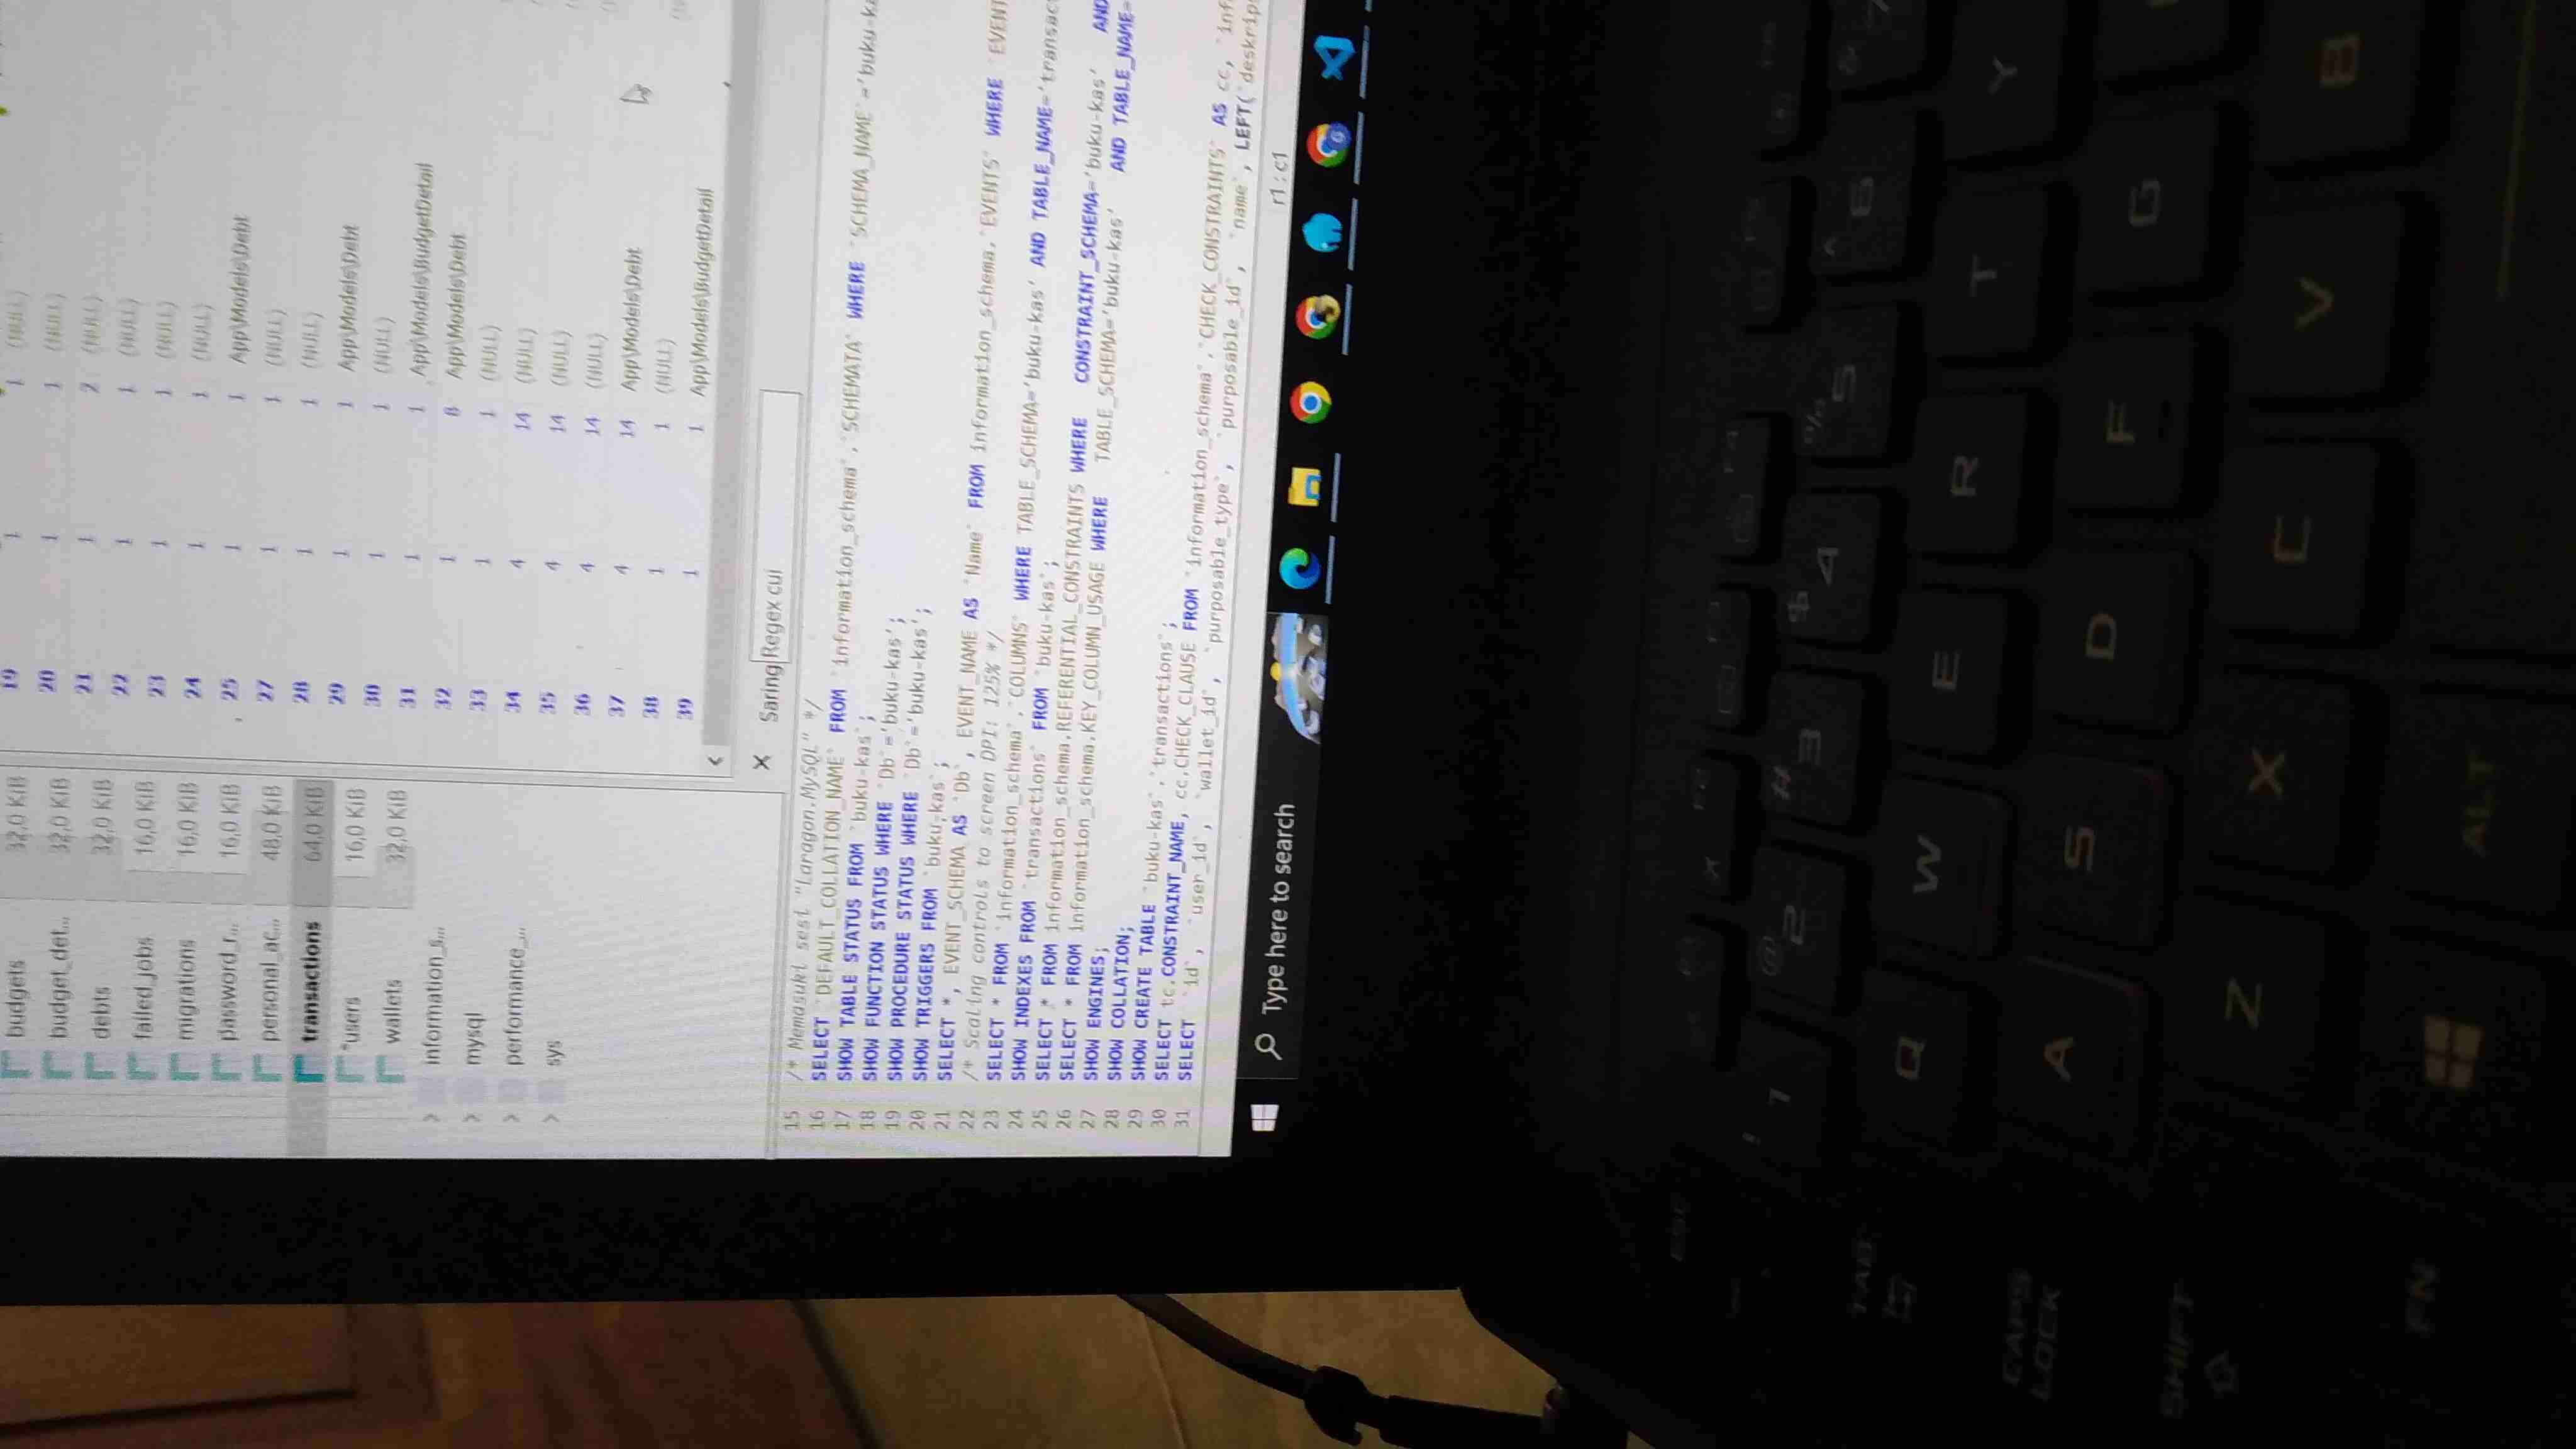 budgets 32,0 KiB
budget_det... 32,0 KiB
debts 32,0 KiB
failed_jobs 16,0 KiB
migrations 16,0 KiB
password_r... 16,0 KiB
personal_ac... 48,0 KiB
transactions 64,0 KiB
users 16,0 KiB
wallets 32,0 KiB
information_s...
mysql
performance_...
sys
19 1 1 (NULL)
20 1 1 (NULL)
21 1 2 (NULL)
22 1 1 (NULL)
23 1 1 (NULL)
24 1 1 (NULL)
25 1 1 App\Models\Debt
27 1 1 (NULL)
28 1 1 (NULL)
29 1 1 App\Models\Debt
30 1 1 (NULL)
31 1 1 App\Models\BudgetDetail
32 1 8 App\Models\Debt
33 1 1 (NULL)
34 4 14 (NULL)
35 4 14 (NULL)
36 4 14 (NULL)
37 4 14 App\Models\Debt
38 1 1 (NULL)
39 1 1 App\Models\BudgetDetail
Saring Regex cui
15 /* Memasuki sesi "Laragon.MySQL" */
16 SELECT `DEFAULT_COLLATION_NAME` FROM `information_schema`.`SCHEMATA` WHERE `SCHEMA_NAME`='buku-ka
17 SHOW TABLE STATUS FROM `buku-kas`;
18 SHOW FUNCTION STATUS WHERE `Db`='buku-kas';
19 SHOW PROCEDURE STATUS WHERE `Db`='buku-kas';
20 SHOW TRIGGERS FROM `buku-kas`;
21 SELECT *, EVENT_SCHEMA AS `Db`, EVENT_NAME AS `Name` FROM information_schema.`EVENTS` WHERE `EVENT
22 /* Scaling controls to screen DPI: 125% */
23 SELECT * FROM `information_schema`.`COLUMNS` WHERE TABLE_SCHEMA='buku-kas' AND TABLE_NAME='transac
24 SHOW INDEXES FROM `transactions` FROM `buku-kas`;
25 SELECT * FROM information_schema.REFERENTIAL_CONSTRAINTS WHERE CONSTRAINT_SCHEMA='buku-kas' AND
26 SELECT * FROM information_schema.KEY_COLUMN_USAGE WHERE TABLE_SCHEMA='buku-kas' AND TABLE_NAME=
27 SHOW ENGINES;
28 SHOW COLLATION;
29 SHOW CREATE TABLE `buku-kas`.`transactions`;
30 SELECT tc.CONSTRAINT_NAME, cc.CHECK_CLAUSE FROM `information_schema`.`CHECK_CONSTRAINTS` AS cc, `inf
31 SELECT `id`, `user_id`, `wallet_id`, `purposable_type`, `purposable_id`, `name`, LEFT(`deskrip
r1 : c1
Type here to search
ESC F2 F3 F4
! 1 @ 2 # 3 $ 4 % 5 ^ 6 & 7
TAB Q W E R T Y
CAPS LOCK A S D F G
SHIFT Z X C V B
FN ALT